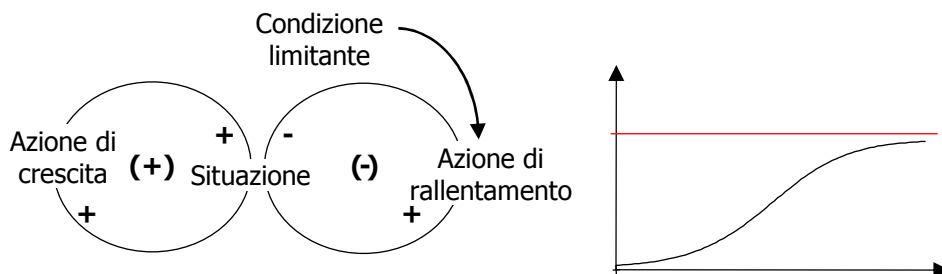 Condizione
limitante
+
-
Azione di
crescita
(+)
Situazione
(-)
Azione di
rallentamento
+
+